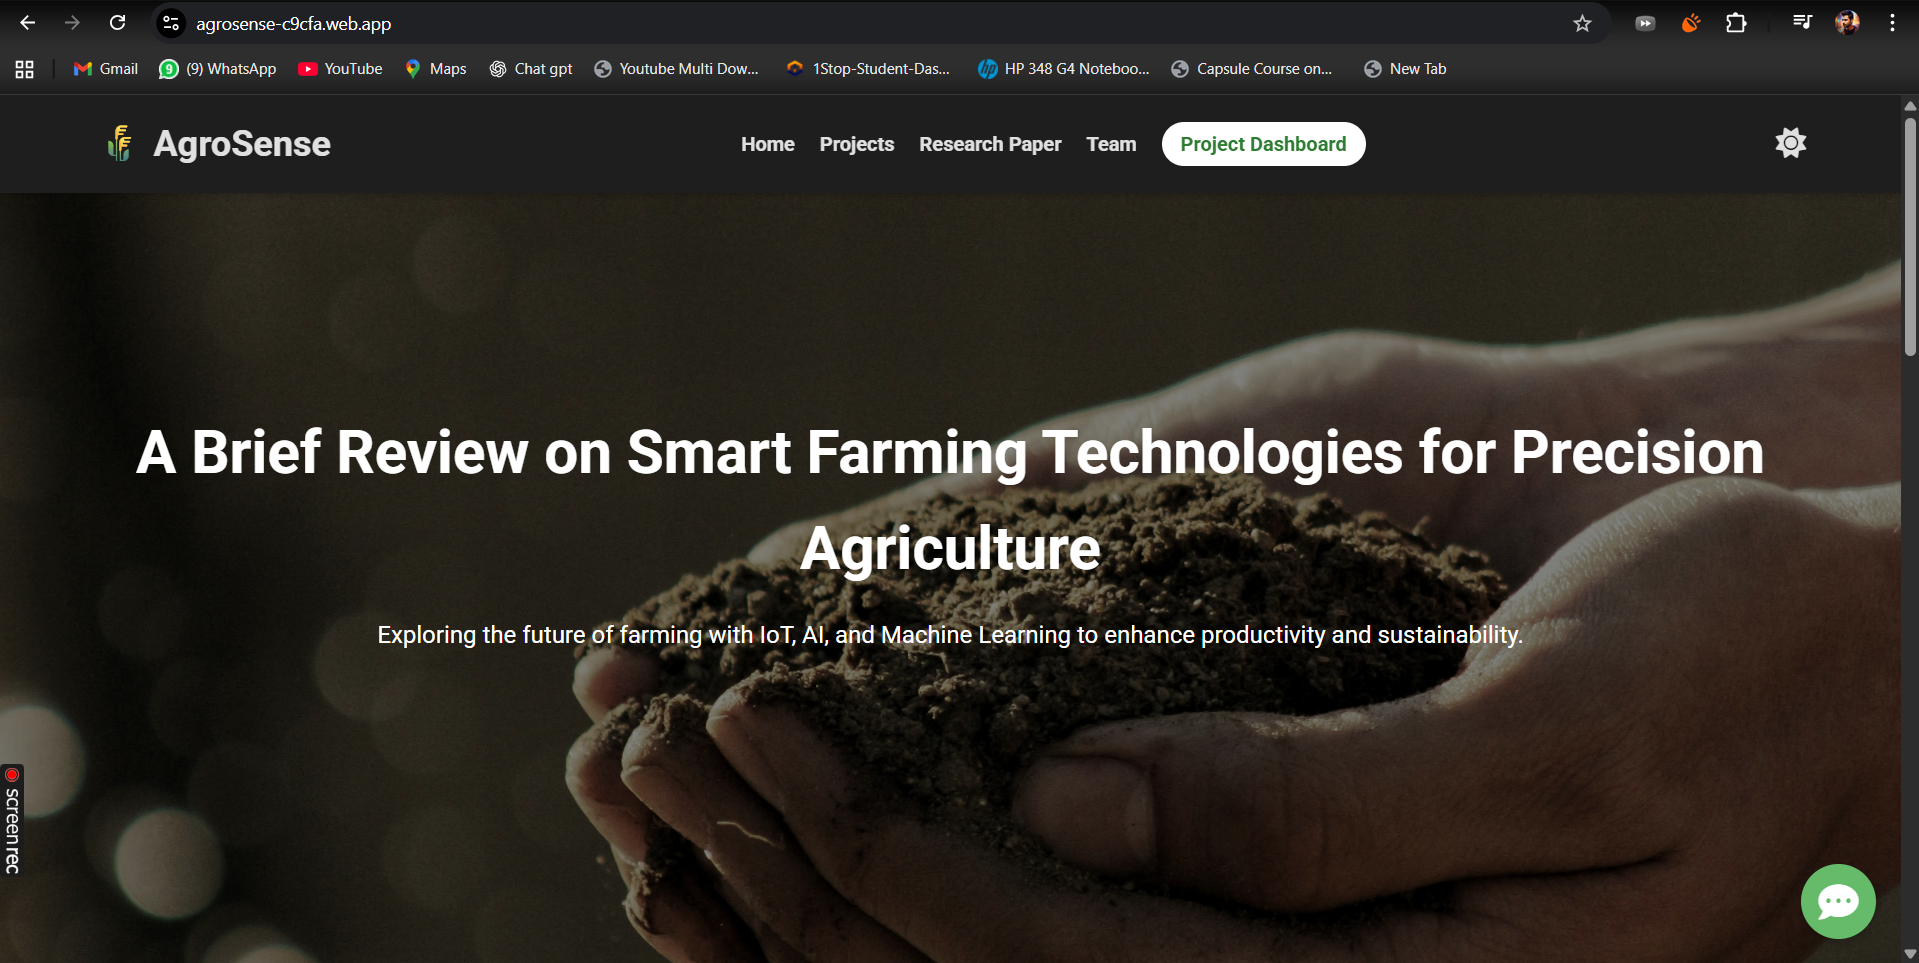 agrosense-c9cfa.web.app
Gmail
(9) WhatsApp
YouTube
Maps
Chat gpt
Youtube Multi Dow...
1Stop-Student-Das...
HP 348 G4 Noteboo...
Capsule Course on...
New Tab
AgroSense
Home
Projects
Research Paper
Team
Project Dashboard
A Brief Review on Smart Farming Technologies for Precision
Agriculture
Exploring the future of farming with IoT, AI, and Machine Learning to enhance productivity and sustainability.
screenrec